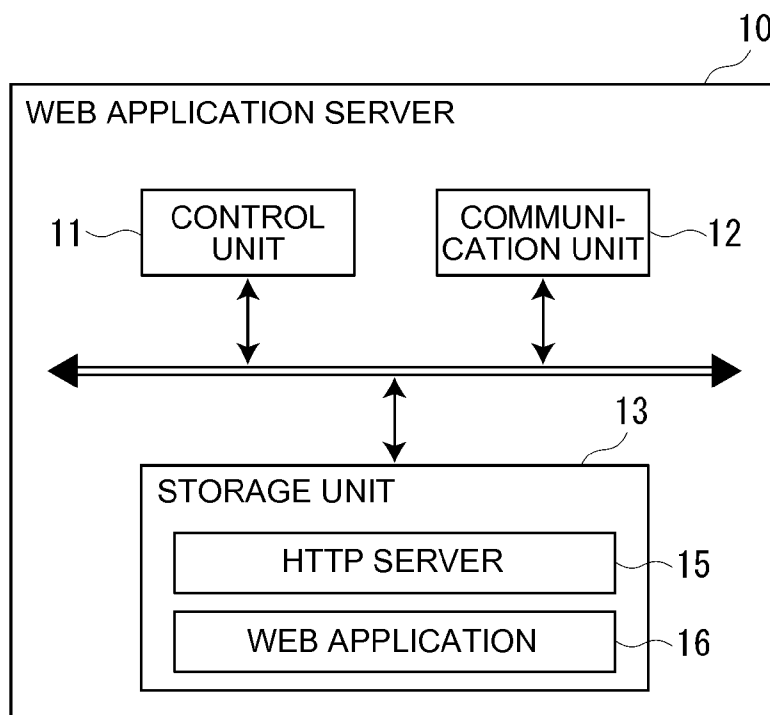 10
WEB APPLICATION SERVER
11
CONTROL
UNIT
COMMUNI-
CATION UNIT
12
13
STORAGE UNIT
HTTP SERVER
15
WEB APPLICATION
16